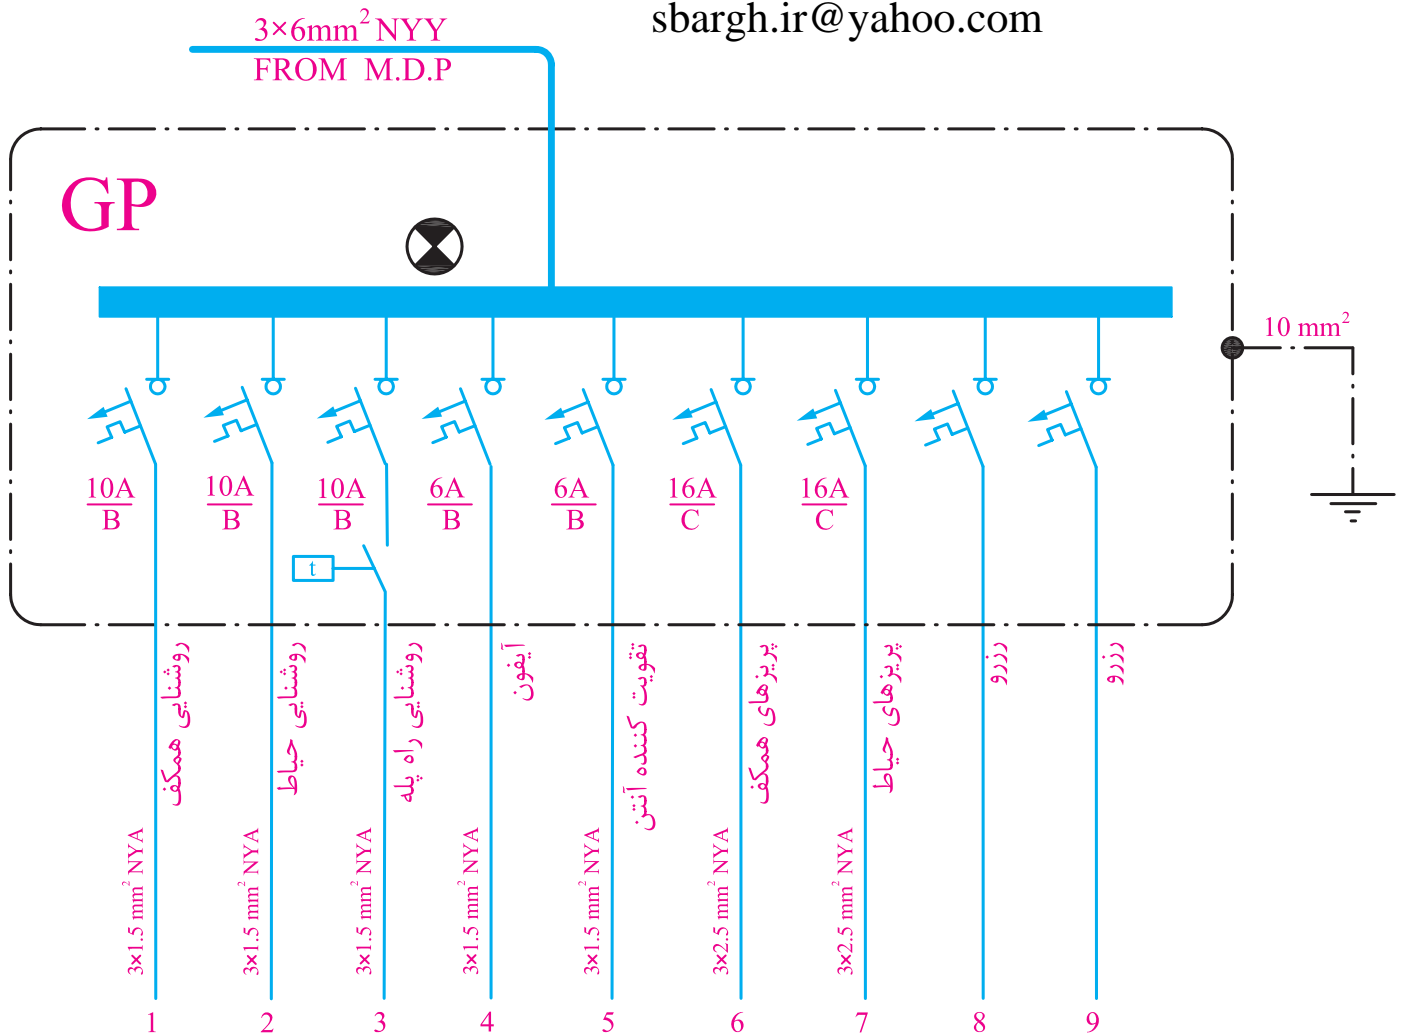 sbargh.ir@yahoo.com
3×6mm² NYY
FROM M.D.P
GP
10 mm²
10A
B
10A
B
10A
B
6A
B
6A
B
16A
C
16A
C
t
روشنایی همکف
روشنایی حیاط
روشنایی راه پله
آیفون
تقویت کننده آنتن
پریزهای همکف
پریزهای حیاط
رزرو
رزرو
3×1.5 mm² NYA
3×1.5 mm² NYA
3×1.5 mm² NYA
3×1.5 mm² NYA
3×1.5 mm² NYA
3×2.5 mm² NYA
3×2.5 mm² NYA
1 2 3 4 5 6 7 8 9